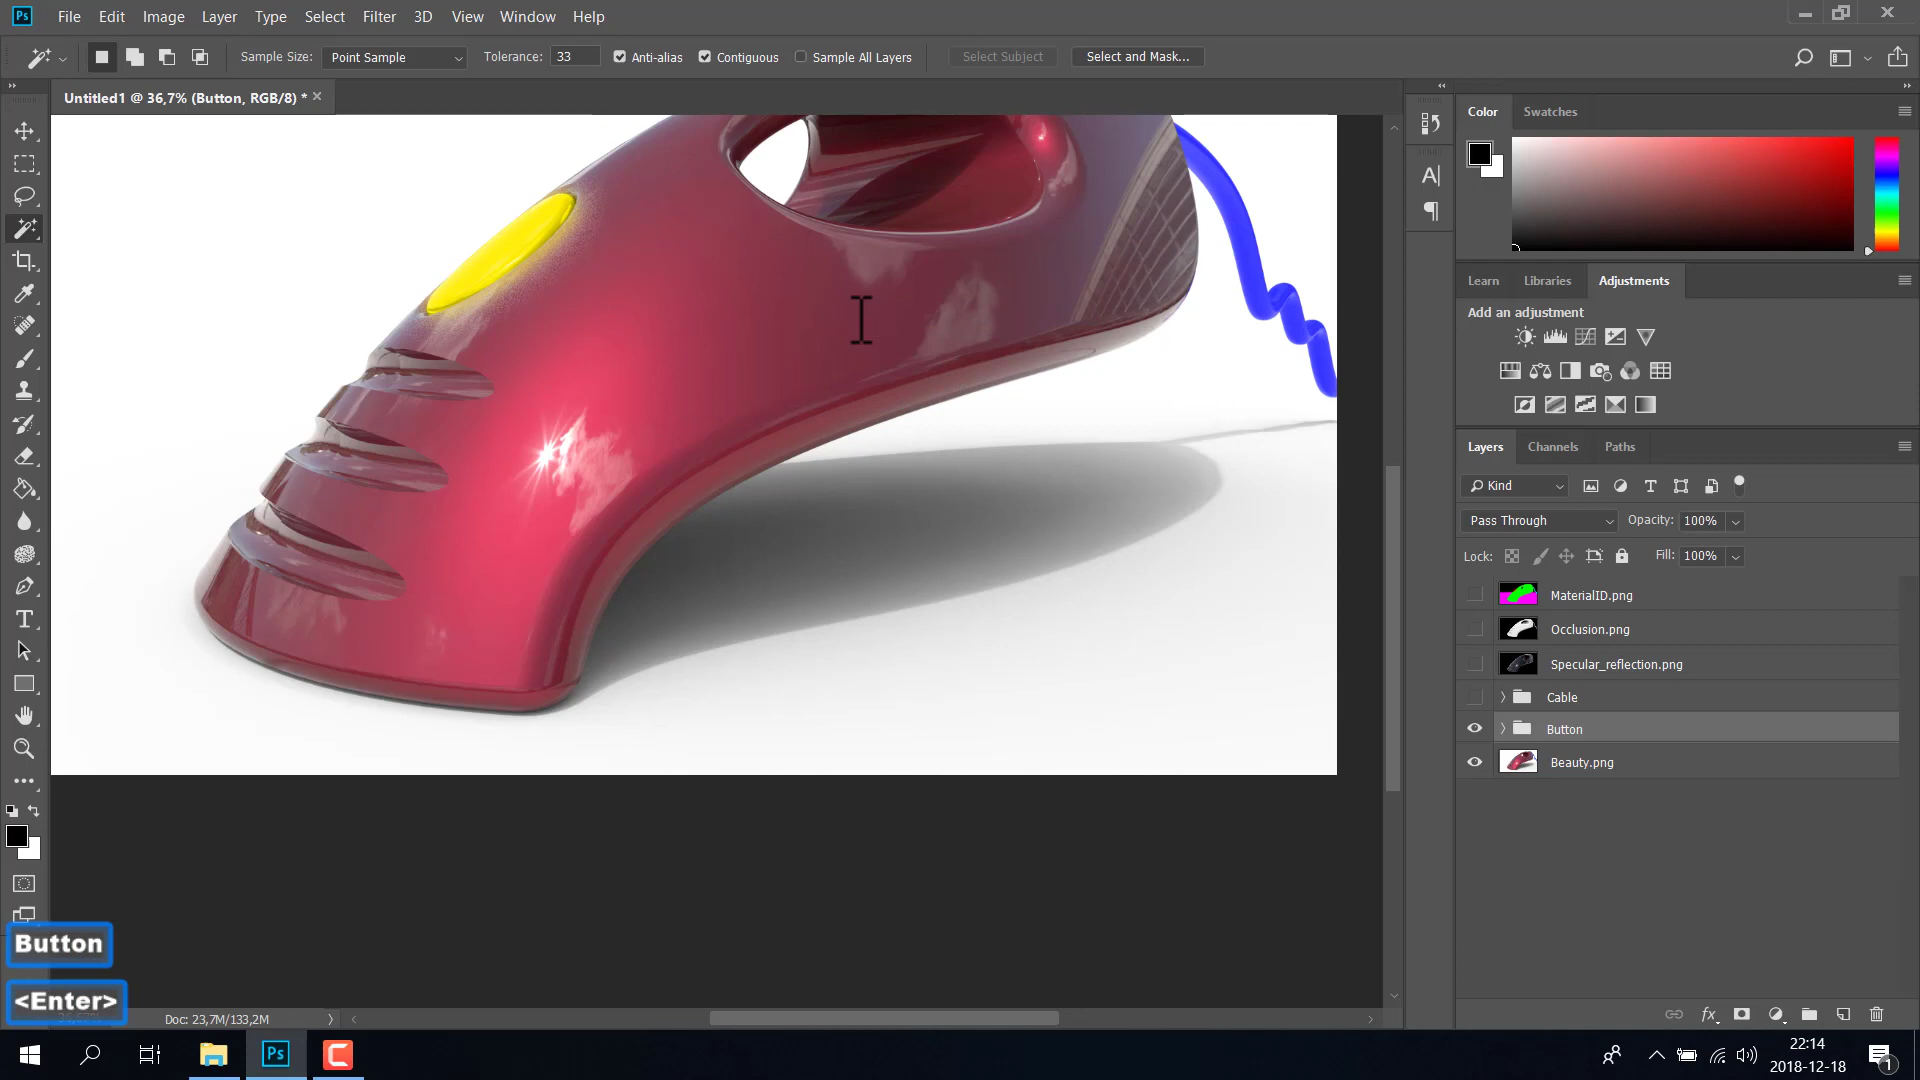 Ps File Edit Image Layer Type Select Filter 3D View Window Help
Sample Size: Point Sample Tolerance: 33 Anti-alias Contiguous Sample All Layers Select Subject Select and Mask...
Untitled1 @ 36,7% (Button, RGB/8) *
Color Swatches
Learn Libraries Adjustments
Add an adjustment
Layers Channels Paths
Kind
Pass Through Opacity: 100%
Lock: Fill: 100%
MaterialID.png
Occlusion.png
Specular_reflection.png
Cable
Button
Beauty.png
Button
<Enter>
Doc: 23,7M/133,2M
fx
Ps
22:14
2018-12-18
1